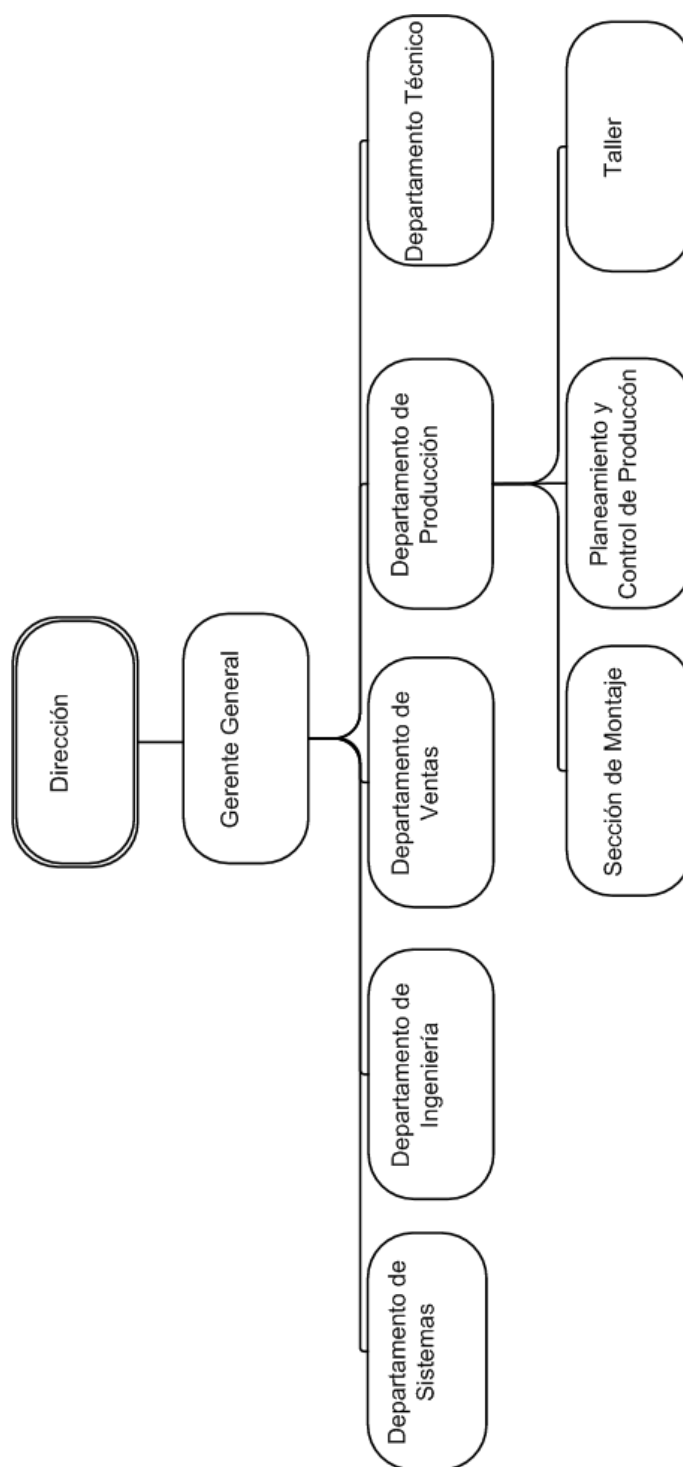 Dirección
Gerente General
Departamento de
Sistemas
Departamento de
Ingeniería
Departamento de
Ventas
Departamento de
Producción
Departamento Técnico
Sección de Montaje
Planeamiento y
Control de Produccón
Taller